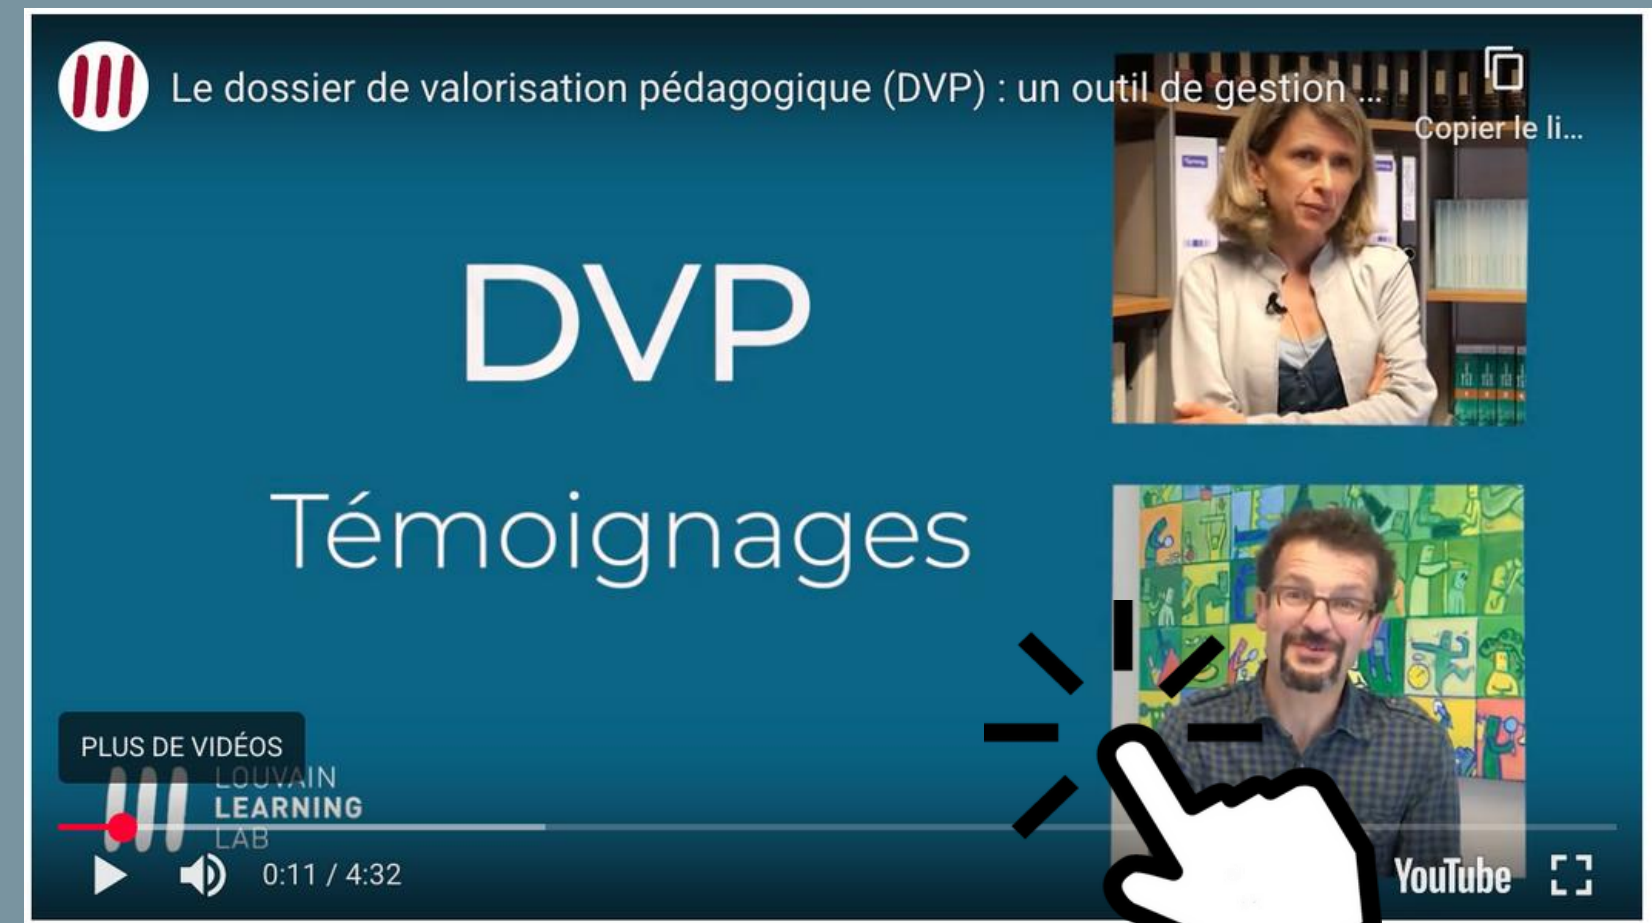 Le dossier de valorisation pédagogique (DVP) : un outil de gestion ...
Copier le li...
DVP
Témoignages
PLUS DE VIDÉOS
LOUVAIN
LEARNING
LAB
0:11 / 4:32
YouTube